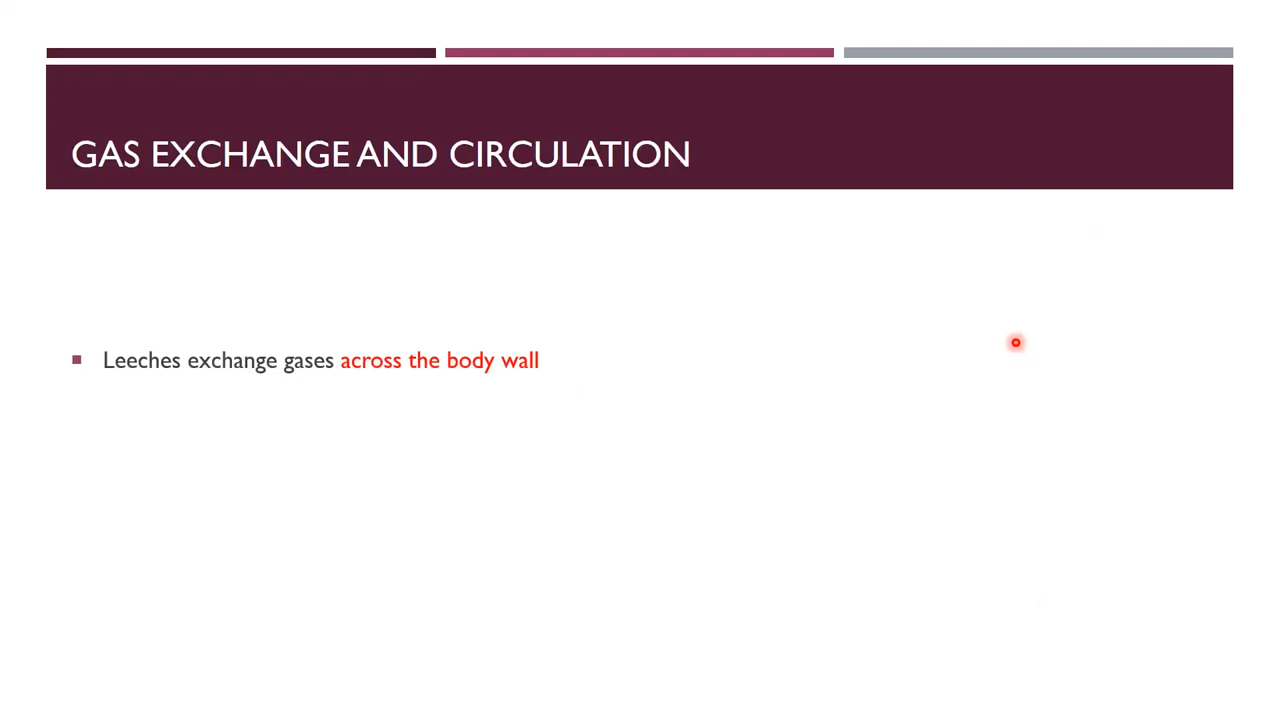 GAS EXCHANGE AND CIRCULATION
Leeches exchange gases across the body wall